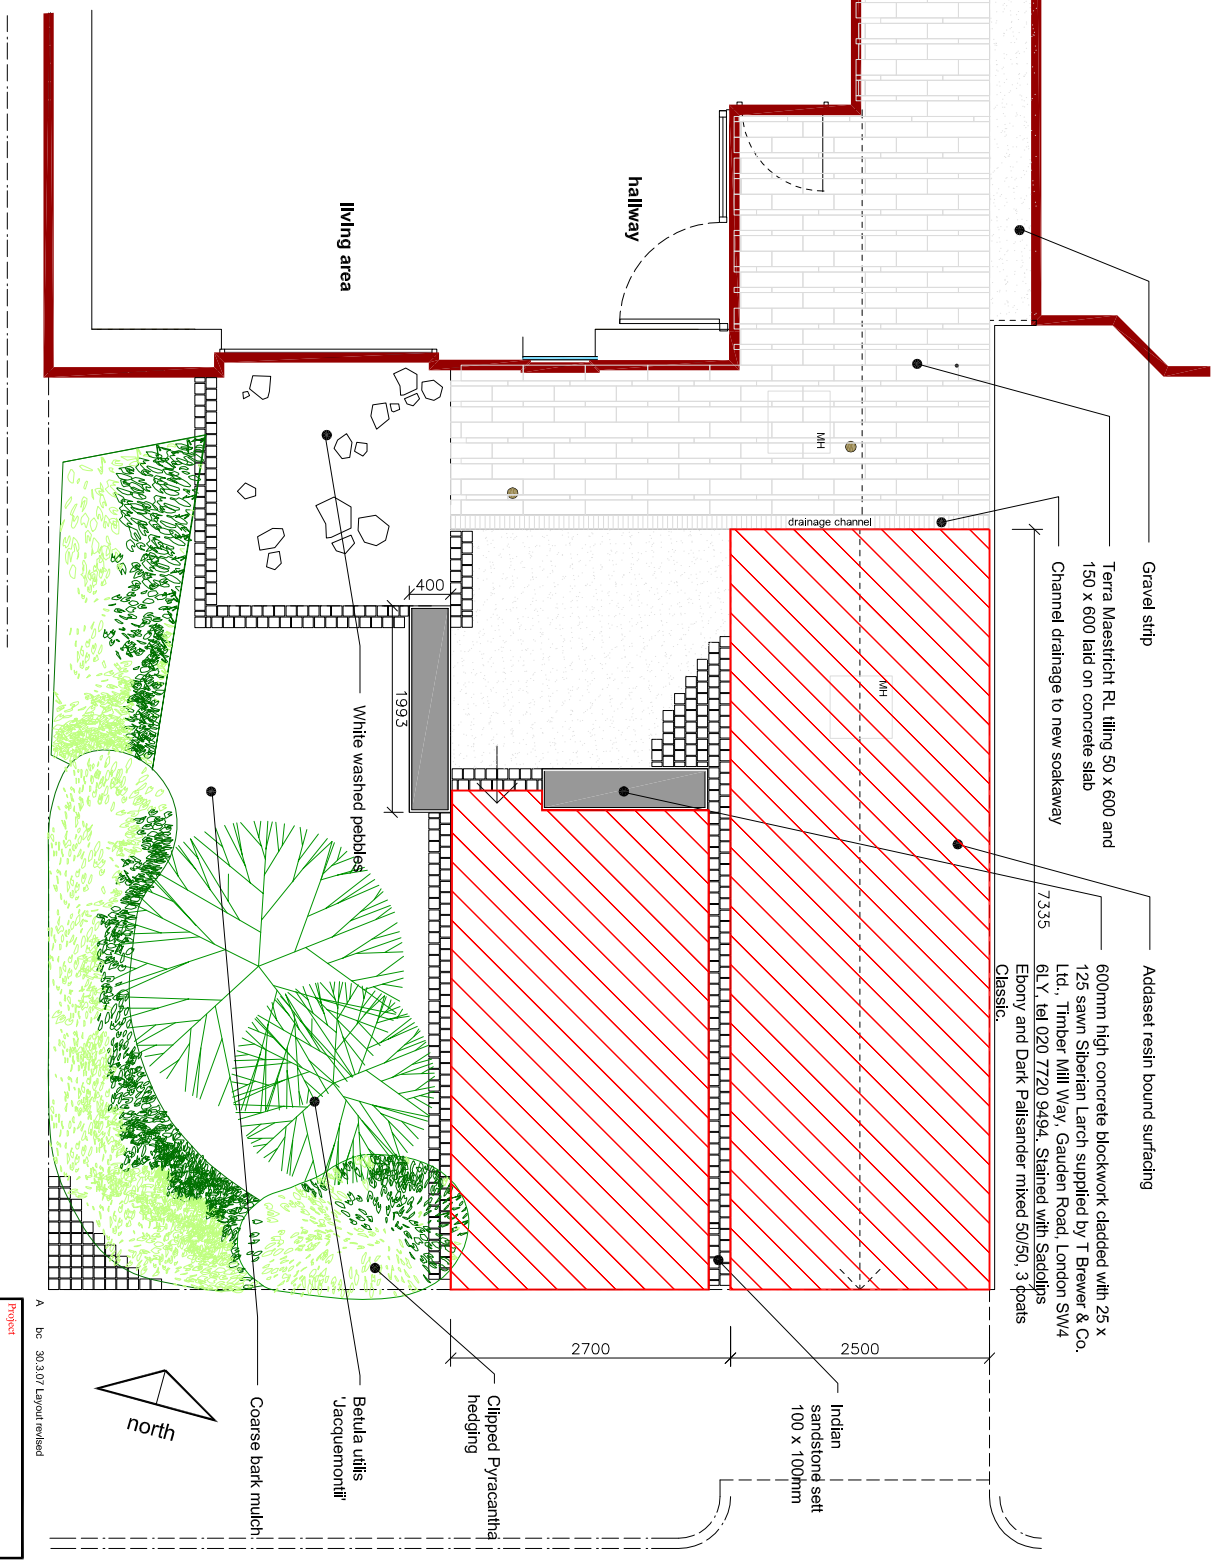 Gravel strip
Terra Maestricht RL tiling 50 x 600 and
150 x 600 laid on concrete slab
Channel drainage to new soakaway
Addaset resin bound surfacing
600mm high concrete blockwork cladded with 25 x
125 sawn Siberian Larch supplied by T Brewer & Co.
Ltd., Timber Mill Way, Gauden Road, London SW4
6LY, tel 020 7720 9494. Stained with Sadolins
Ebony and Dark Palisander mixed 50/50, 3 coats
Classic.
7335
hallway
living area
MH
drainage channel
MH
400
1993
White washed pebbles
2700
2500
Indian
sandstone sett
100 x 100mm
Clipped Pyracantha
hedging
Betula utilis
'Jacquemontii'
Coarse bark mulch
north
A bc 30.3.07 Layout revised
Project